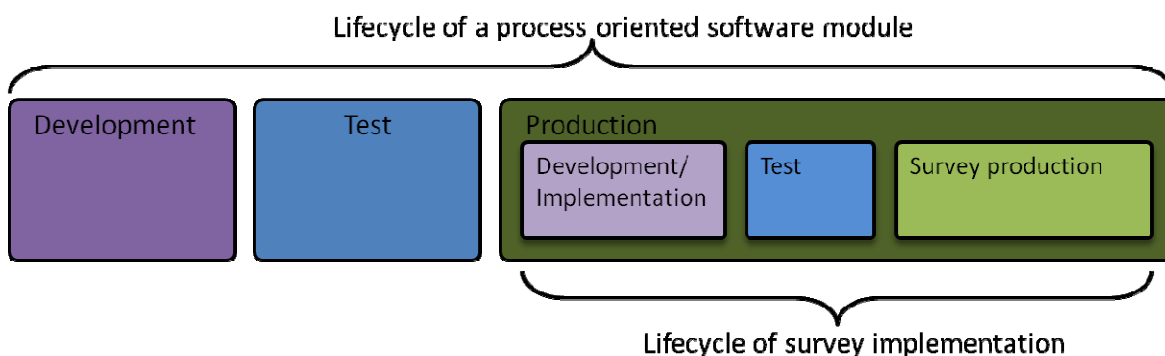 Lifecycle of a process oriented software module
Development
Test
Production
Development/
Implementation
Test
Survey production
Lifecycle of survey implementation